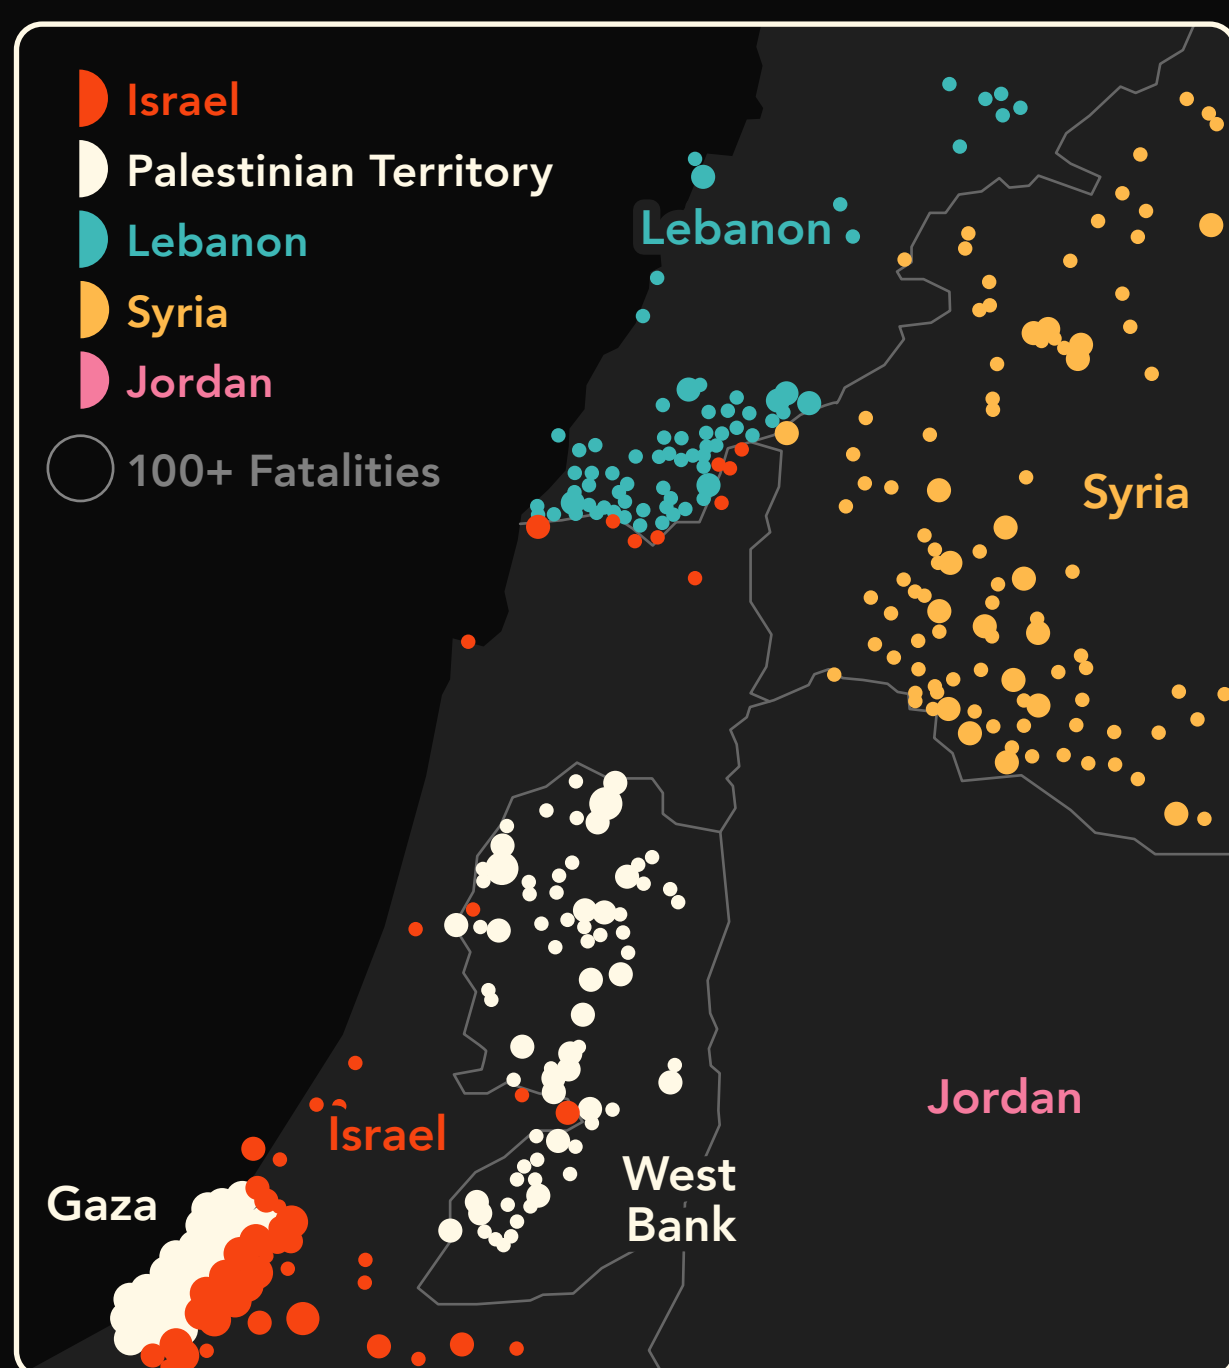 Israel
Palestinian Territory
Lebanon
Syria
Jordan
100+ Fatalities
Lebanon
Syria
Jordan
Israel
West
Bank
Gaza